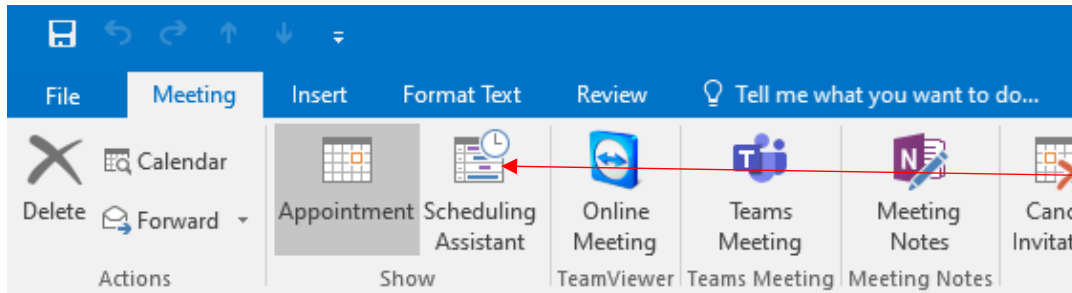 File Meeting Insert Format Text Review Tell me what you want to do...
Calendar
Delete Forward
Appointment Scheduling Assistant
Online Meeting
Teams Meeting
Meeting Notes
Actions Show TeamViewer Teams Meeting Meeting Notes